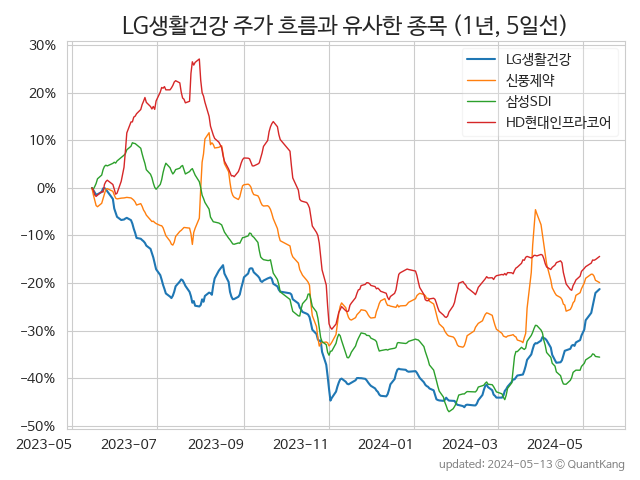 LG생활건강 주가 흐름과 유사한 종목 (1년, 5일선)
LG생활건강
신풍제약
삼성SDI
HD현대인프라코어
30%
20%
10%
0%
−10%
−20%
−30%
−40%
−50%
2023-05 2023-07 2023-09 2023-11 2024-01 2024-03 2024-05
updated: 2024-05-13 © QuantKang